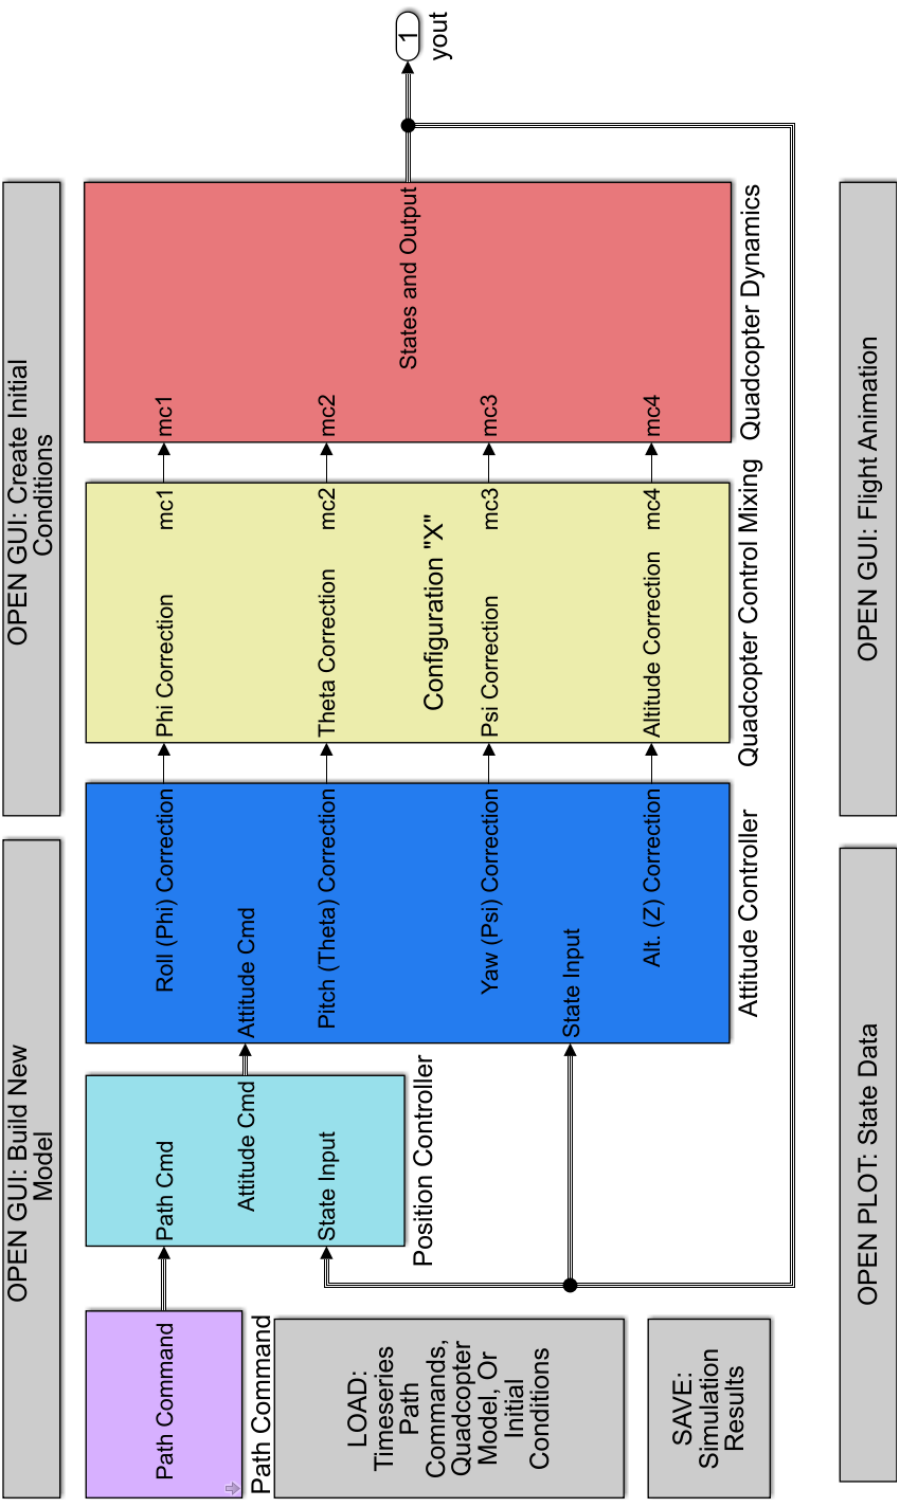 OPEN GUI: Build New
Model
OPEN GUI: Create Initial
Conditions
Path Command
Path Command
Path Cmd
Attitude Cmd
State Input
Position Controller
Roll (Phi) Correction
Attitude Cmd
Pitch (Theta) Correction
Yaw (Psi) Correction
State Input
Alt. (Z) Correction
Attitude Controller
Phi Correction
mc1
Theta Correction
mc2
Configuration "X"
Psi Correction
mc3
Altitude Correction
mc4
Quadcopter Control Mixing
mc1
mc2
States and Output
mc3
mc4
Quadcopter Dynamics
1
yout
LOAD:
Timeseries
Path
Commands,
Quadcopter
Model, Or
Initial
Conditions
SAVE:
Simulation
Results
OPEN PLOT: State Data
OPEN GUI: Flight Animation